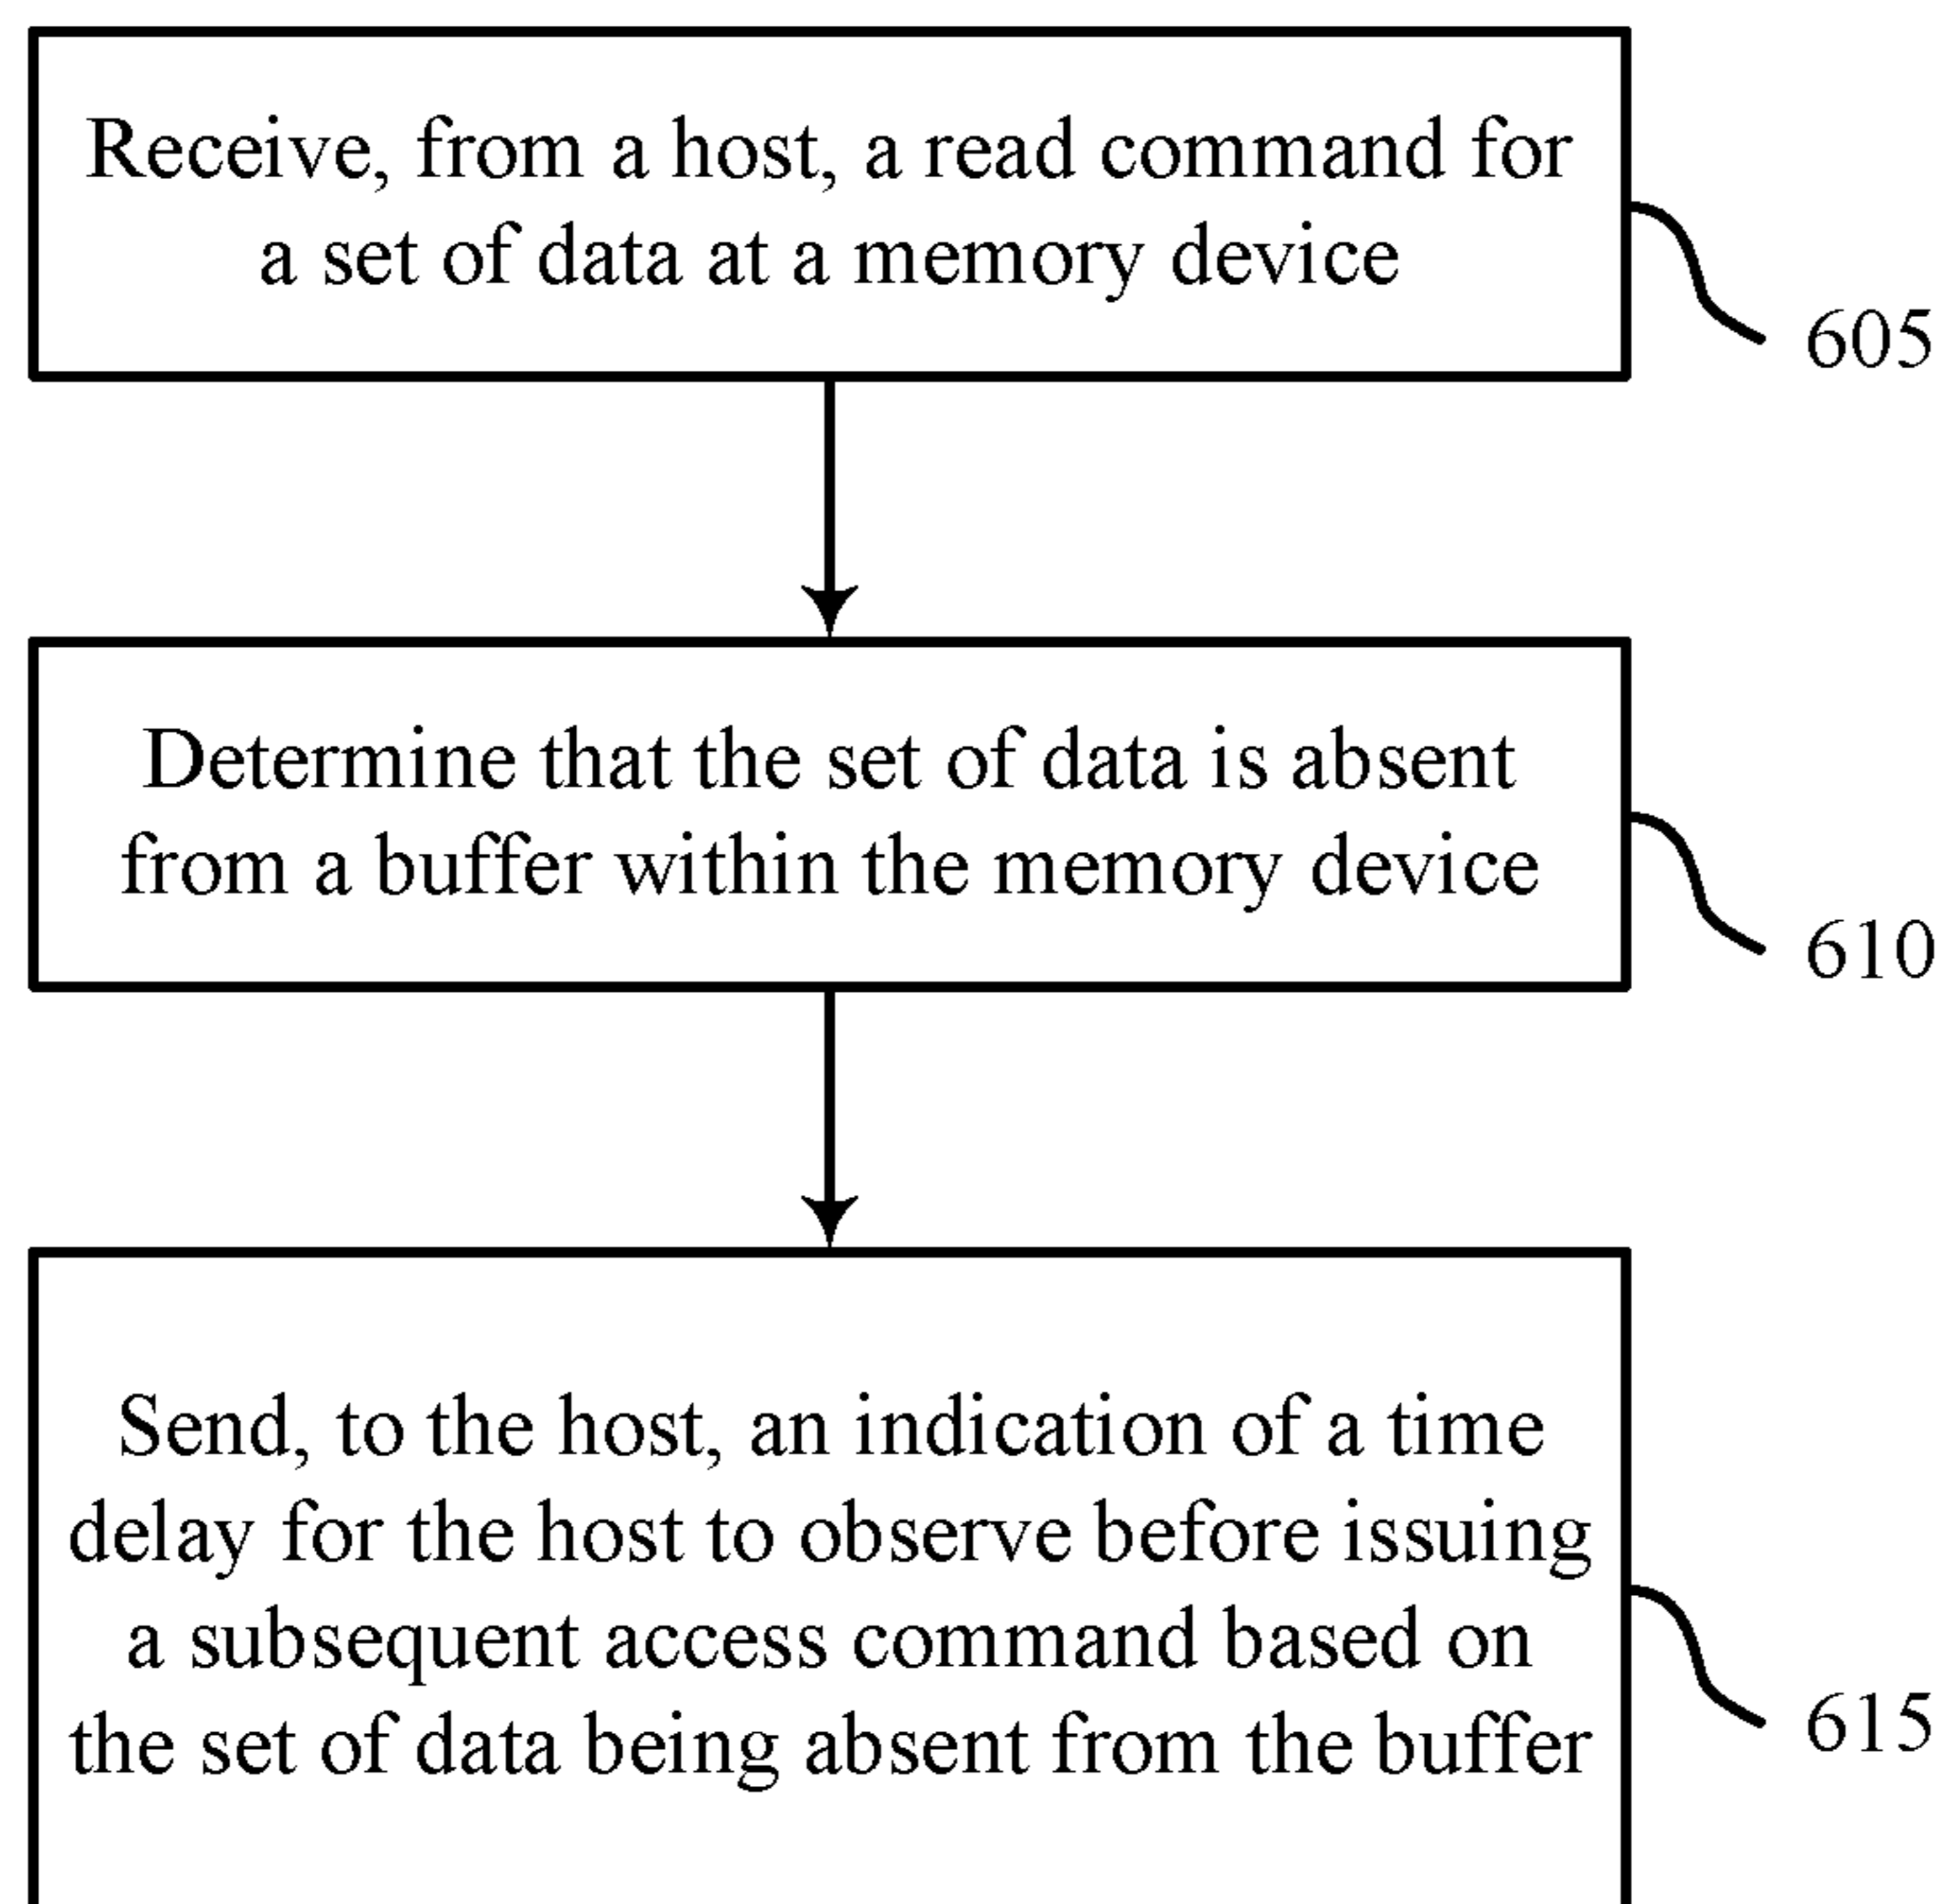 Receive, from a host, a read command for
a set of data at a memory device
605
Determine that the set of data is absent
from a buffer within the memory device
610
Send, to the host, an indication of a time
delay for the host to observe before issuing
a subsequent access command based on
the set of data being absent from the buffer
615